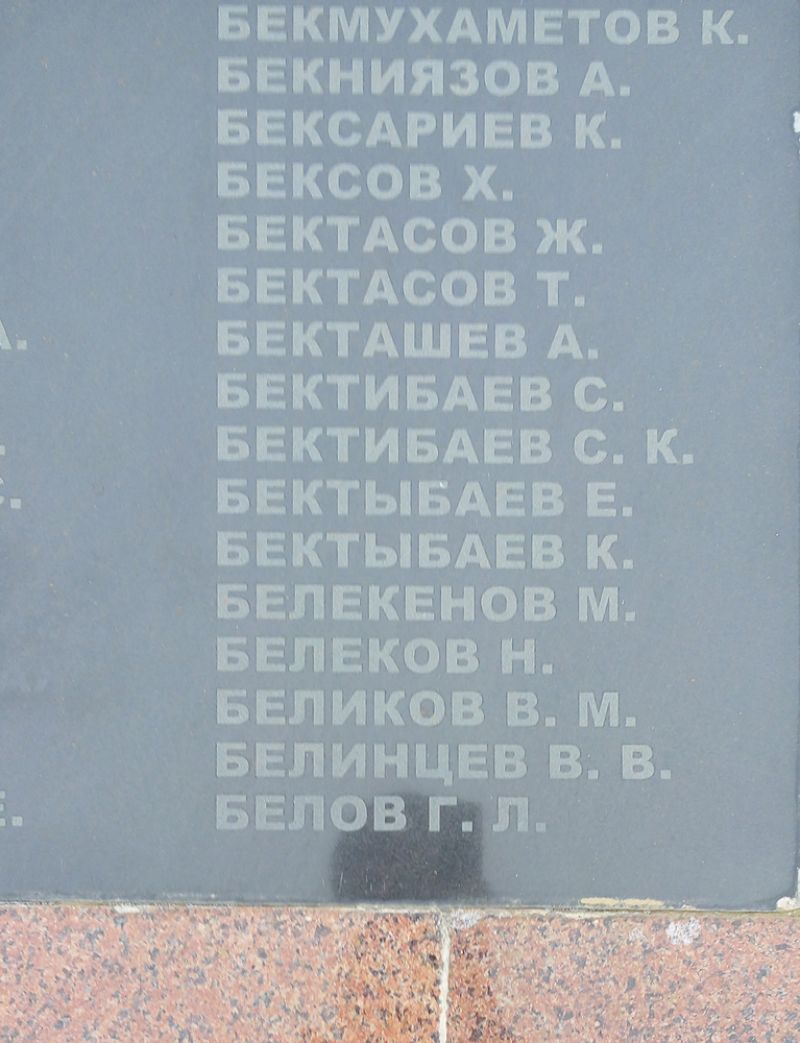 БЕКМУХАМЕТОВ К.
БЕКНИЯЗОВ А.
БЕКСАРИЕВ К.
БЕКСОВ Х.
БЕКТАСОВ Ж.
БЕКТАСОВ Т.
БЕКТАШЕВ А.
БЕКТИБАЕВ С.
БЕКТИБАЕВ С. К.
БЕКТЫБАЕВ Е.
БЕКТЫБАЕВ К.
БЕЛЕКЕНОВ М.
БЕЛЕКОВ Н.
БЕЛИКОВ В. М.
БЕЛИНЦЕВ В. В.
БЕЛОВ Г. Л.